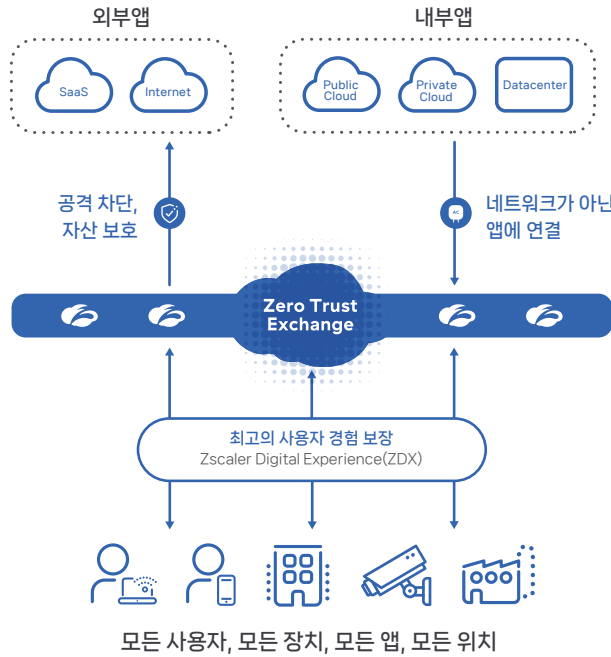 외부앱
내부앱
SaaS
Internet
Public
Cloud
Private
Cloud
Datacenter
공격 차단,
자산 보호
AC
네트워크가 아닌
앱에 연결
Zero Trust
Exchange
최고의 사용자 경험 보장
Zscaler Digital Experience(ZDX)
모든 사용자, 모든 장치, 모든 앱, 모든 위치